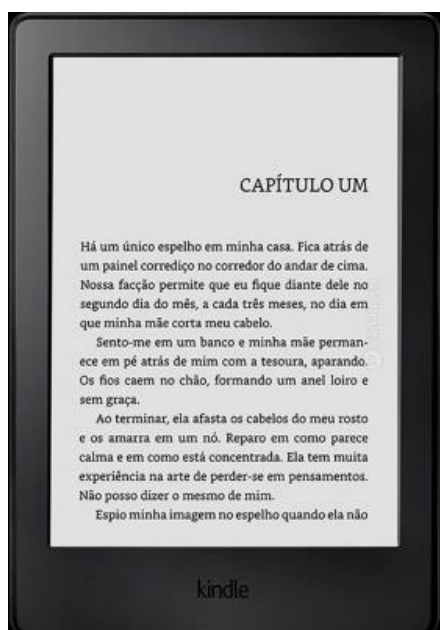 CAPÍTULO UM
Há um único espelho em minha casa. Fica atrás de
um painel corrediço no corredor do andar de cima.
Nossa facção permite que eu fique diante dele no
segundo dia do mês, a cada três meses, no dia em
que minha mãe corta meu cabelo.
Sento-me em um banco e minha mãe perman-
ece em pé atrás de mim com a tesoura, aparando.
Os fios caem no chão, formando um anel loiro e
sem graça.
Ao terminar, ela afasta os cabelos do meu rosto
e os amarra em um nó. Reparo em como parece
calma e em como está concentrada. Ela tem muita
experiência na arte de perder-se em pensamentos.
Não posso dizer o mesmo de mim.
Espio minha imagem no espelho quando ela não
kindle